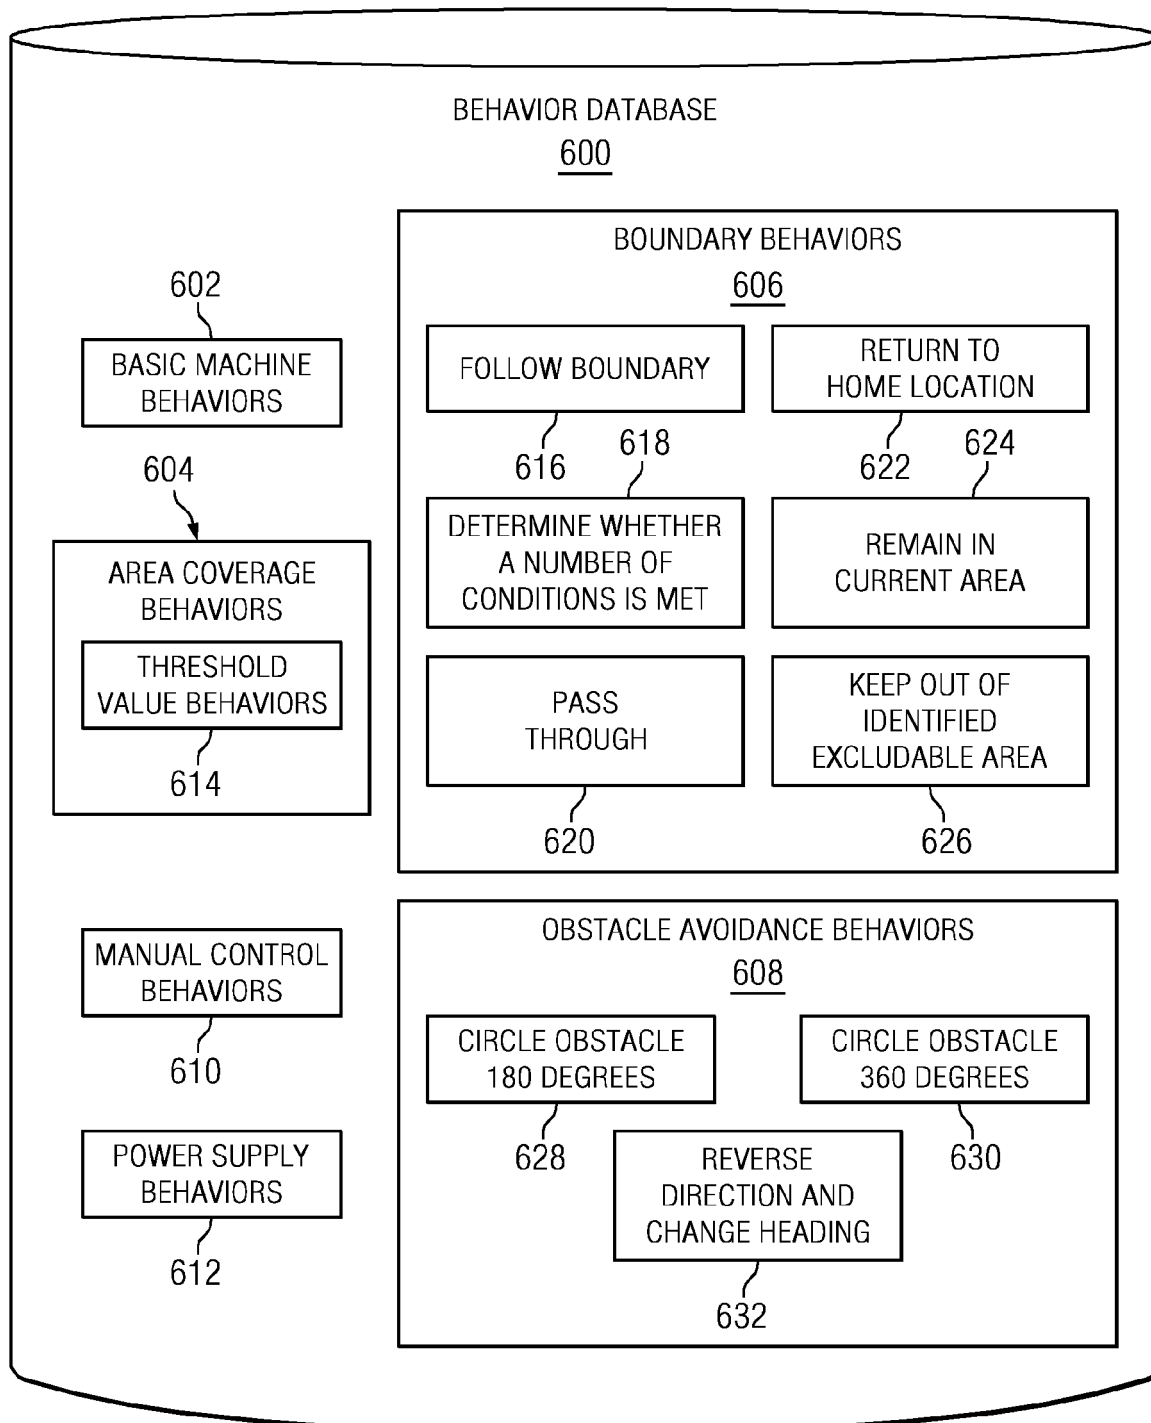 BEHAVIOR DATABASE
600
602
BASIC MACHINE
BEHAVIORS
604
AREA COVERAGE
BEHAVIORS
THRESHOLD
VALUE BEHAVIORS
614
MANUAL CONTROL
BEHAVIORS
610
POWER SUPPLY
BEHAVIORS
612
BOUNDARY BEHAVIORS
606
FOLLOW BOUNDARY
616
RETURN TO
HOME LOCATION
622
618
DETERMINE WHETHER
A NUMBER OF
CONDITIONS IS MET
624
REMAIN IN
CURRENT AREA
PASS
THROUGH
620
KEEP OUT OF
IDENTIFIED
EXCLUDABLE AREA
626
OBSTACLE AVOIDANCE BEHAVIORS
608
CIRCLE OBSTACLE
180 DEGREES
628
CIRCLE OBSTACLE
360 DEGREES
630
REVERSE
DIRECTION AND
CHANGE HEADING
632